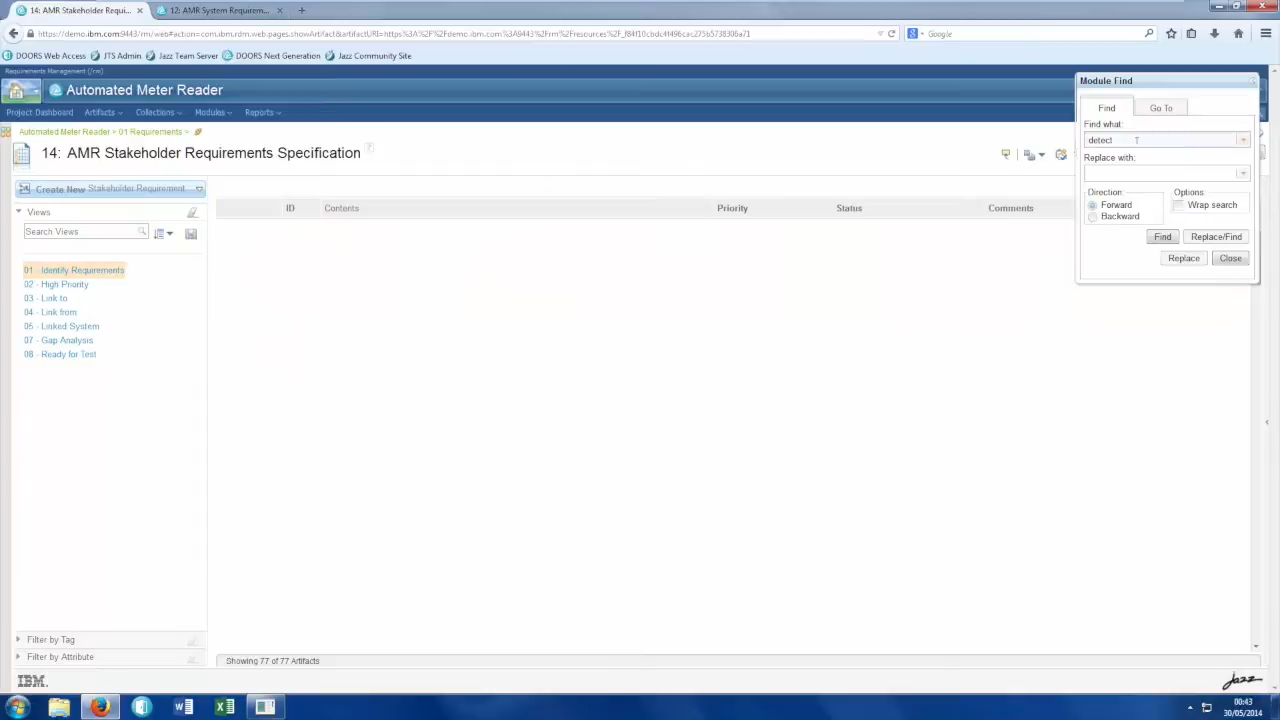 14: AMR Stakeholder Requi...
12: AMR System Requirem...
https://demo.ibm.com:9443/rm/web#action=com.ibm.rdm.web.pages.showArtifact&artifactURI=https%3A%2F%2Fdemo.ibm.com%3A9443%2Frm%2Fresources%2F_f84f10cbdc4f496cac275b5738306a71
Google
DOORS Web Access
JTS Admin
Jazz Team Server
DOORS Next Generation
Jazz Community Site
Requirements Management (/rm)
Automated Meter Reader
Project Dashboard
Artifacts
Collections
Modules
Reports
Automated Meter Reader > 01 Requirements >
14: AMR Stakeholder Requirements Specification
Create New Stakeholder Requirement
Views
Search Views
01 - Identify Requirements
02 - High Priority
03 - Link to
04 - Link from
05 - Linked System
07 - Gap Analysis
08 - Ready for Test
Filter by Tag
Filter by Attribute
ID
Contents
Priority
Status
Comments
Showing 77 of 77 Artifacts
Module Find
Find
Go To
Find what:
detect
Replace with:
Direction:
Forward
Backward
Options
Wrap search
Find
Replace/Find
Replace
Close
IBM.
Jazz
00:43
30/05/2014